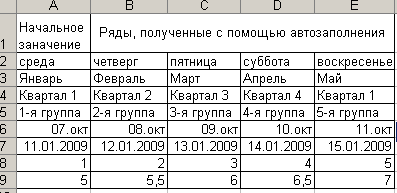 A B C D E
1 Начальное заначение Ряды, полученные с помощью автозаполнения
2 среда четверг пятница суббота воскресенье
3 Январь Февраль Март Апрель Май
4 Квартал 1 Квартал 2 Квартал 3 Квартал 4 Квартал 1
5 1-я группа 2-я группа 3-я группа 4-я группа 5-я группа
6 07.окт 08.окт 09.окт 10.окт 11.окт
7 11.01.2009 12.01.2009 13.01.2009 14.01.2009 15.01.2009
8 1 2 3 4 5
9 5 5,5 6 6,5 7